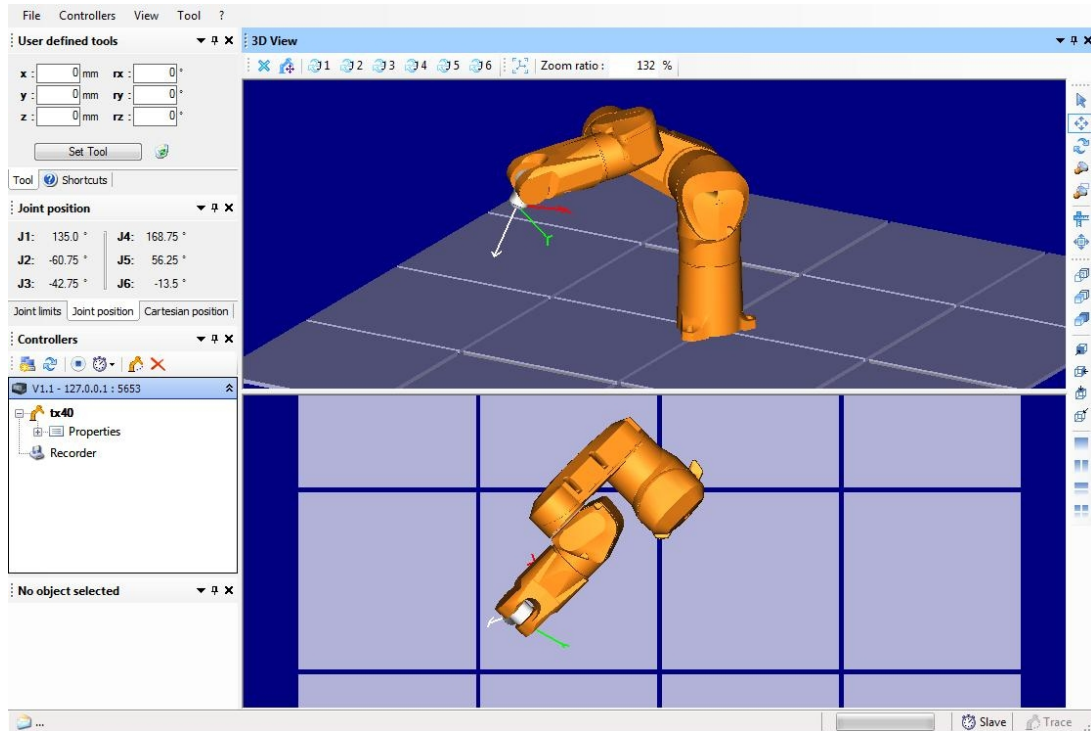 File Controllers View Tool ?
User defined tools
x : 0 mm rx : 0 °
y : 0 mm ry : 0 °
z : 0 mm rz : 0 °
Set Tool
Tool Shortcuts
Joint position
J1: 135.0 ° J4: 168.75 °
J2: -60.75 ° J5: 56.25 °
J3: -42.75 ° J6: -13.5 °
Joint limits Joint position Cartesian position
Controllers
V1.1 - 127.0.0.1 : 5653
tx40
Properties
Recorder
No object selected
3D View
1 2 3 4 5 6 Zoom ratio : 132 %
... Slave Trace